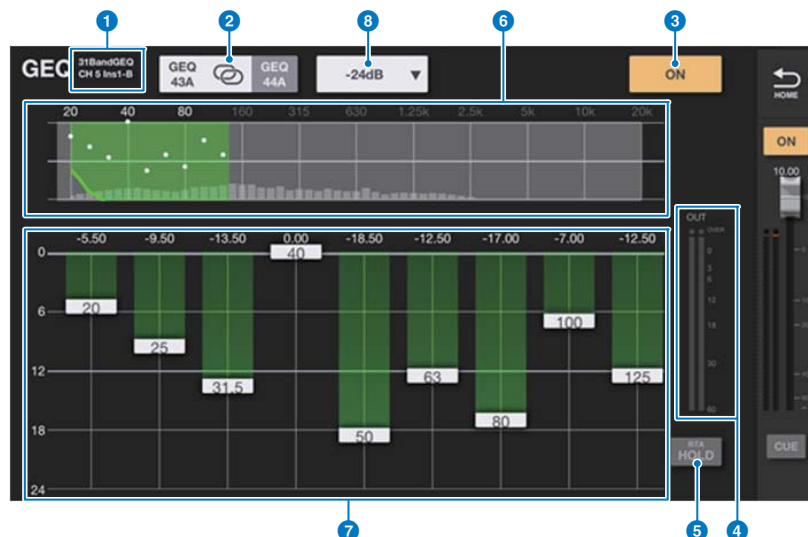 1
2
8
6
3
GEQ
31BandGEQ
CH 5 Ins1-B
GEQ
43A
GEQ
44A
-24dB ▼
ON
HOME
20 40 80 160 315 630 1.25k 2.5k 5k 10k 20k
ON
10.00
OUT
OVER
0
3
6
12
18
30
60
-5.50 -9.50 -13.50 0.00 -18.50 -12.50 -17.00 -7.00 -12.50
0
6
12
18
24
20 25 31.5 40 50 63 80 100 125
RTA
HOLD
CUE
7
5
4